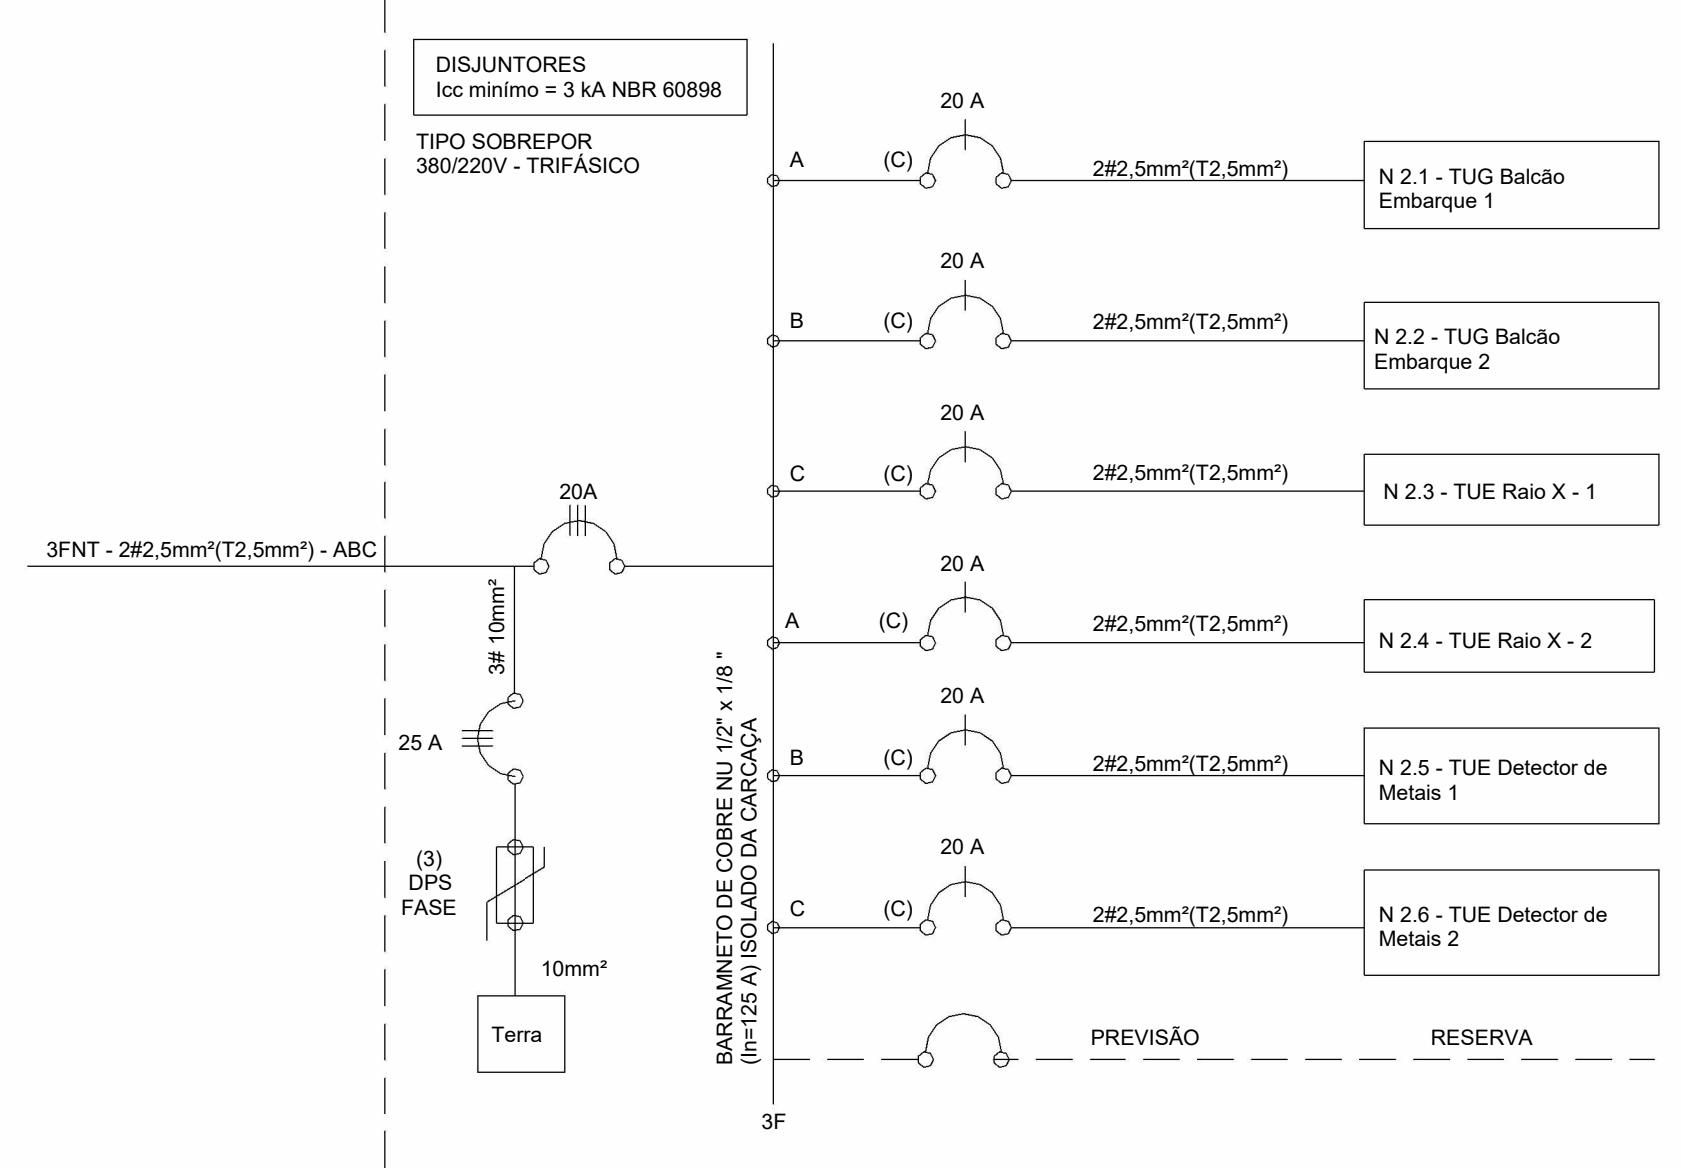 DISJUNTORES
Icc minímo = 3 kA NBR 60898
TIPO SOBREPOR
380/220V - TRIFÁSICO
20 A
A
(C)
2#2,5mm²(T2,5mm²)
N 2.1 - TUG Balcão
Embarque 1
20 A
B
(C)
2#2,5mm²(T2,5mm²)
N 2.2 - TUG Balcão
Embarque 2
20 A
C
(C)
2#2,5mm²(T2,5mm²)
N 2.3 - TUE Raio X - 1
20A
3FNT - 2#2,5mm²(T2,5mm²) - ABC
3# 10mm²
20 A
A
(C)
2#2,5mm²(T2,5mm²)
N 2.4 - TUE Raio X - 2
25 A
20 A
B
(C)
2#2,5mm²(T2,5mm²)
N 2.5 - TUE Detector de
Metais 1
(3)
DPS
FASE
10mm²
Terra
BARRAMNETO DE COBRE NU 1/2" x 1/8 "
(In=125 A) ISOLADO DA CARCAÇA
20 A
C
(C)
2#2,5mm²(T2,5mm²)
N 2.6 - TUE Detector de
Metais 2
PREVISÃO
RESERVA
3F